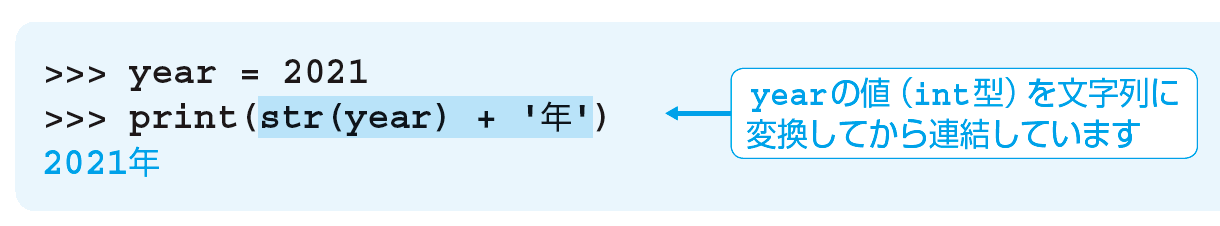 >>> year = 2021
>>> print(str(year) + '年')
2021年
yearの値（int型）を文字列に
変換してから連結しています